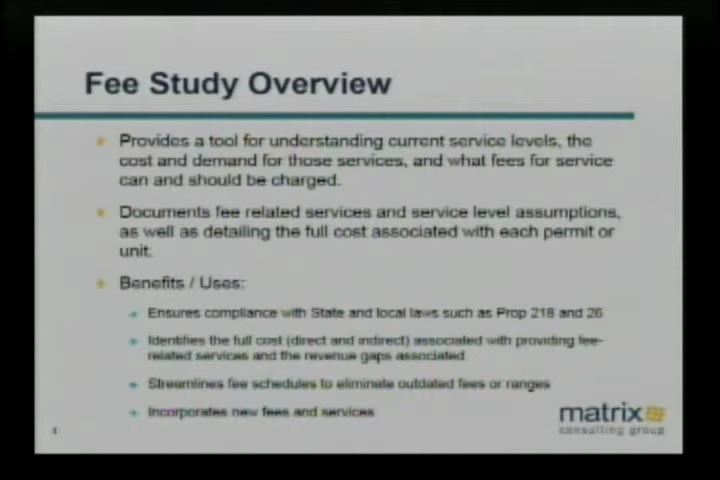 Fee Study Overview
Provides a tool for understanding current service levels, the
cost and demand for those services, and what fees for service
can and should be charged.
Documents fee related services and service level assumptions,
as well as detailing the full cost associated with each permit or
unit.
Benefits / Uses:
Ensures compliance with State and local laws such as Prop 218 and 26
Identifies the full cost (direct and indirect) associated with providing fee-
related services and the revenue gaps associated
Streamlines fee schedules to eliminate outdated fees or ranges
Incorporates new fees and services
4
matrix
consulting group